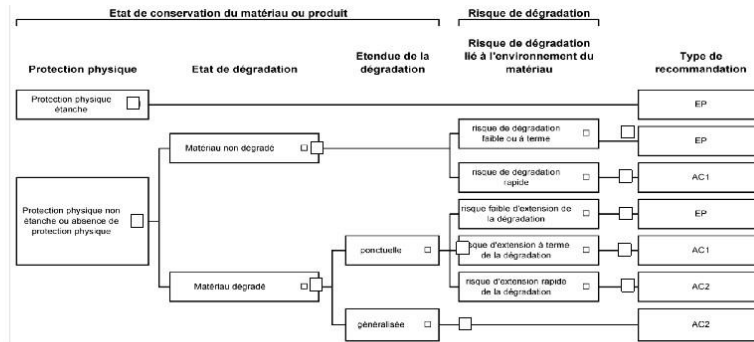 Etat de conservation du matériau ou produit
Risque de dégradation
Protection physique
Etat de dégradation
Etendue de la
dégradation
Risque de dégradation
lié à l'environnement du
matériau
Type de
recommandation
Protection physique
étanche
EP
Matériau non dégradé
risque de dégradation
faible ou à terme
EP
risque de dégradation
rapide
AC1
Protection physique non
étanche ou absence de
protection physique
risque faible d'extension de
la dégradation
EP
ponctuelle
isque d'extension à terme
de la dégradation
AC1
Matériau dégradé
risque d'extension rapide
de la dégradation
AC2
généralisée
AC2